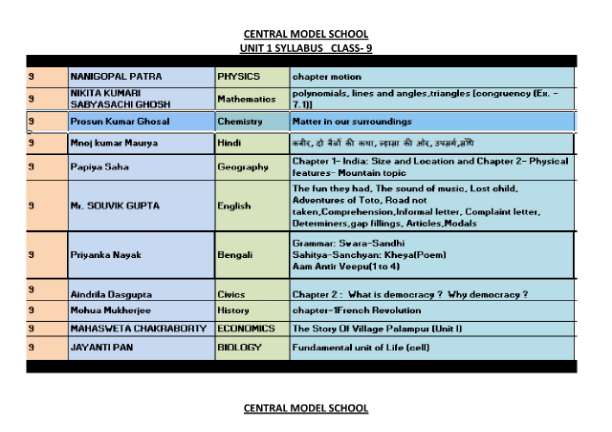 CENTRAL MODEL SCHOOL
UNIT 1 SYLLABUS CLASS- 9
9 NANIGOPAL PATRA PHYSICS chapter motion
9 NIKITA KUMARI SABYASACHI GHOSH Mathematics polynomials, lines and angles,triangles (congruency (Ex. - 7.1))
9 Prosun Kumar Ghosal Chemistry Matter in our surroundings
9 Mnoj kumar Maurya Hindi कबीर, दो बैलों की कथा, ल्हासा की ओर, उपसर्ग,संधि
9 Papiya Saha Geography Chapter 1- India: Size and Location and Chapter 2- Physical
features- Mountain topic
9 Mr. SOUVIK GUPTA English The fun they had, The sound of music, Lost child,
Adventures of Toto, Road not
taken,Comprehension,Informal letter, Complaint letter,
Determiners,gap fillings, Articles,Modals
9 Priyanka Nayak Bengali Grammar: Swara-Sandhi
Sahitya-Sanchyan: Kheya(Poem)
Aam Antir Veepu(1 to 4)
9 Aindrila Dasgupta Civics Chapter 2 : What is democracy ? Why democracy ?
9 Mohua Mukherjee History chapter-1French Revolution
9 MAHASWETA CHAKRABORTY ECONOMICS The Story Of Village Palampur (Unit I)
9 JAYANTI PAN BIOLOGY Fundamental unit of Life (cell)
CENTRAL MODEL SCHOOL